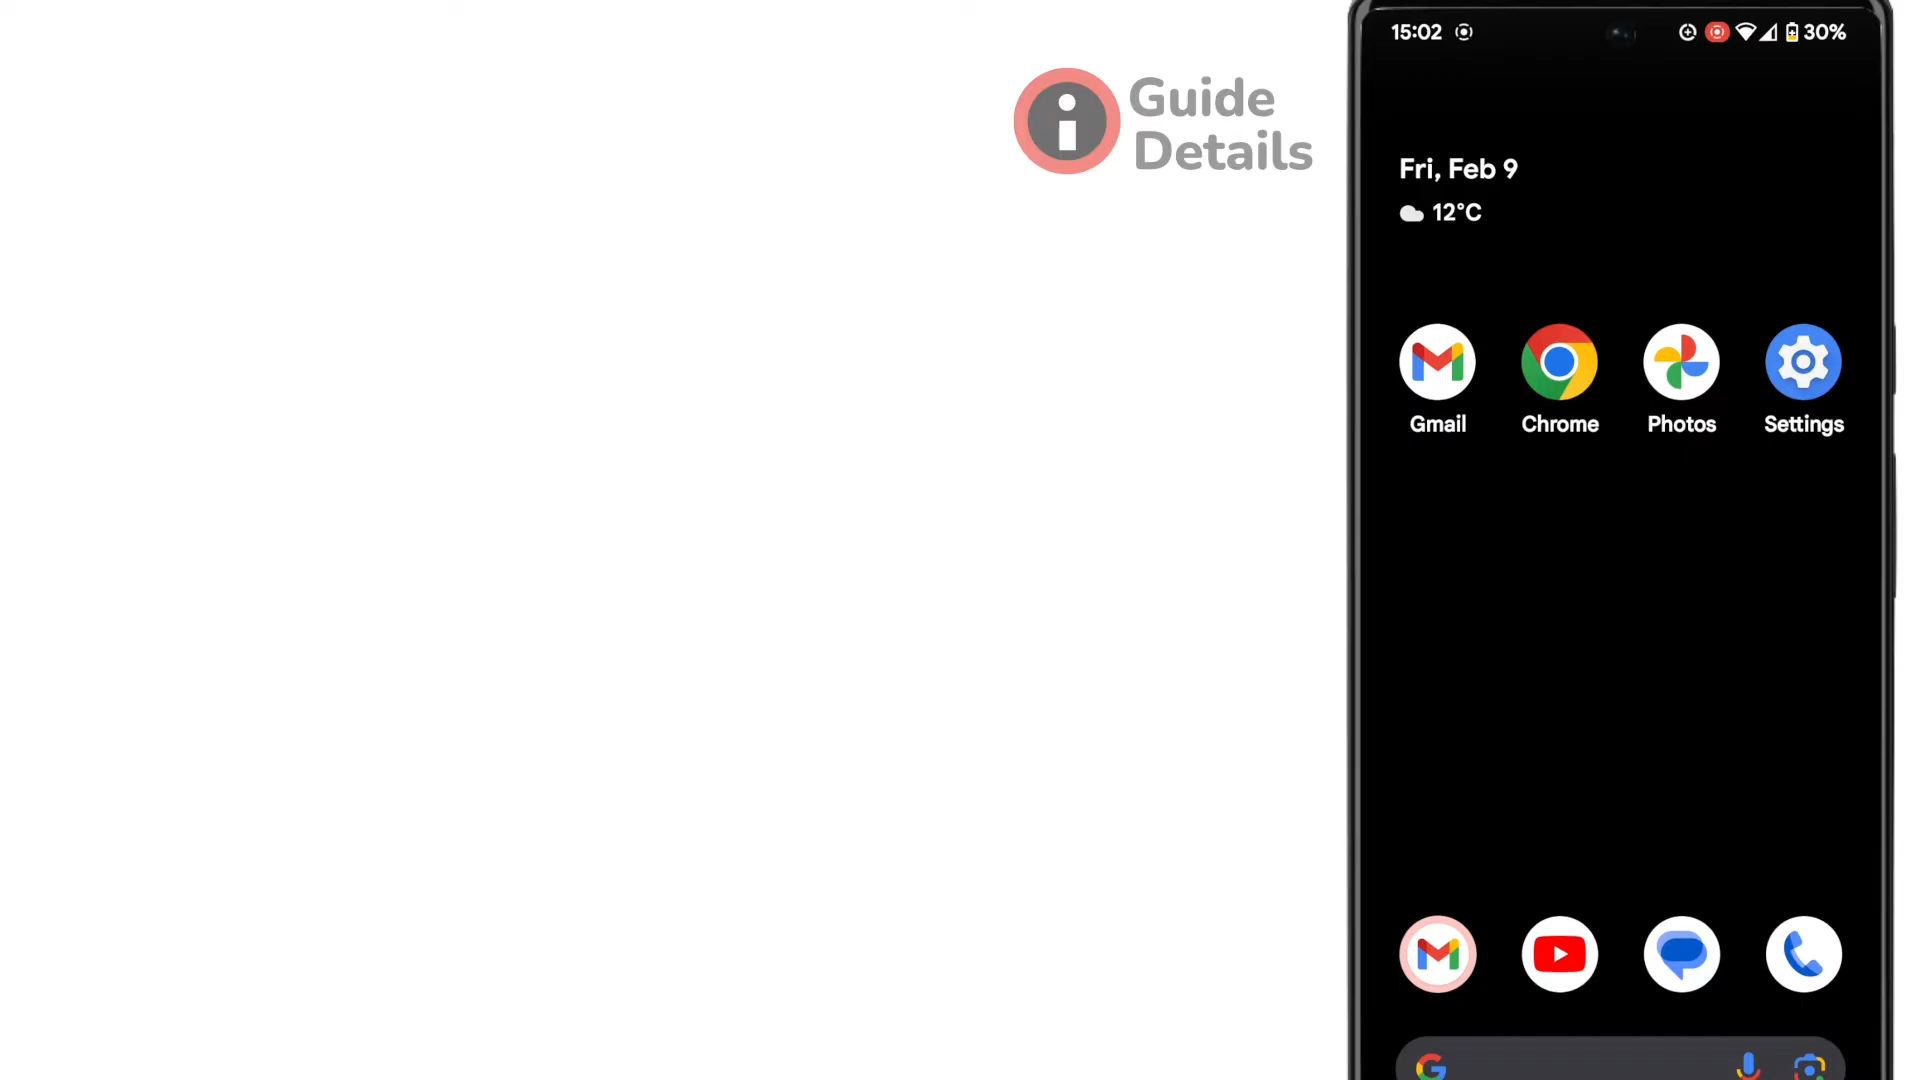 Guide
Details
15:02 30%
Fri, Feb 9
12°C
Gmail Chrome Photos Settings